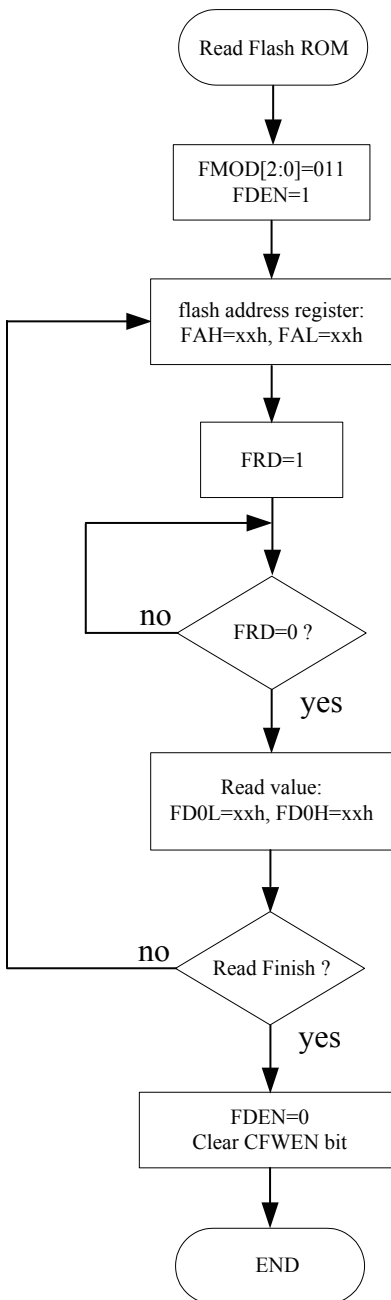 Read Flash ROM
FMOD[2:0]=011
FDEN=1
flash address register:
FAH=xxh, FAL=xxh
FRD=1
no
FRD=0 ?
yes
Read value:
FD0L=xxh, FD0H=xxh
no
Read Finish ?
yes
FDEN=0
Clear CFWEN bit
END